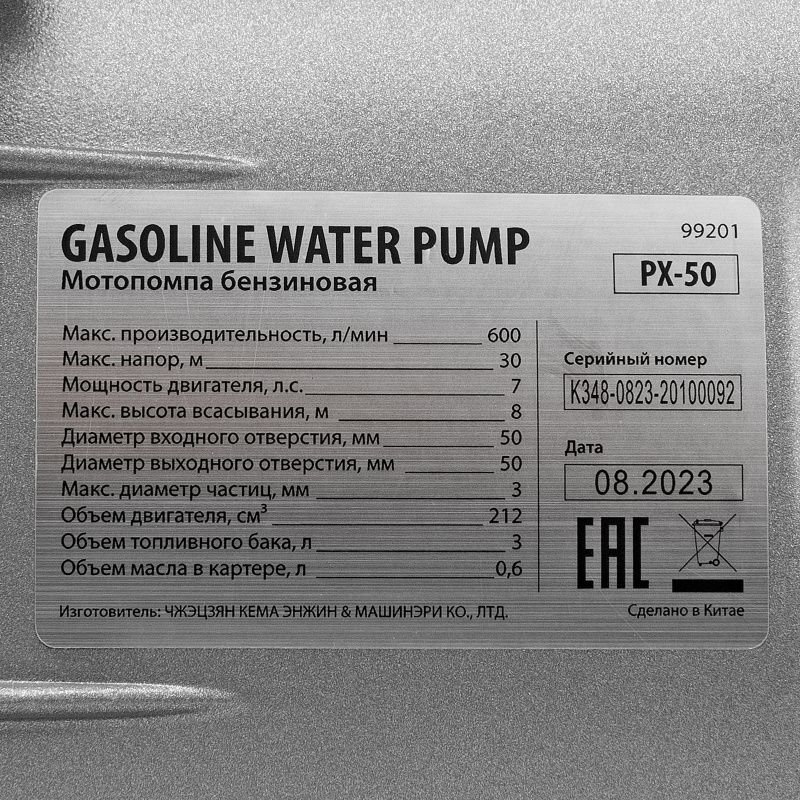 GASOLINE WATER PUMP
99201
Мотопомпа бензиновая
PX-50
Макс. производительность, л/мин 600
Макс. напор, м 30
Мощность двигателя, л.с. 7
Макс. высота всасывания, м 8
Диаметр входного отверстия, мм 50
Диаметр выходного отверстия, мм 50
Макс. диаметр частиц, мм 3
Объем двигателя, см³ 212
Объем топливного бака, л 3
Объем масла в картере, л 0,6
Серийный номер
K348-0823-20100092
Дата
08.2023
EAC
Изготовитель: ЧЖЭЦЗЯН КЕМА ЭНЖИН & МАШИНЭРИ КО., ЛТД.
Сделано в Китае